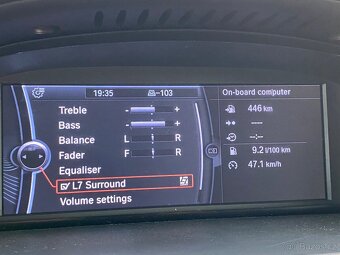 19:35 -103
Treble - +
Bass - +
Balance L R
Fader F R
Equaliser
L7 Surround
Volume settings
On-board computer
446 km
----
--:--
9.2 l/100 km
47.1 km/h